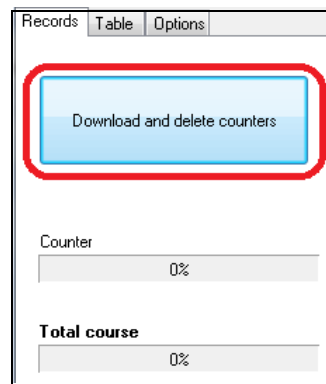 Records Table Options
Download and delete counters
Counter
0%
Total course
0%